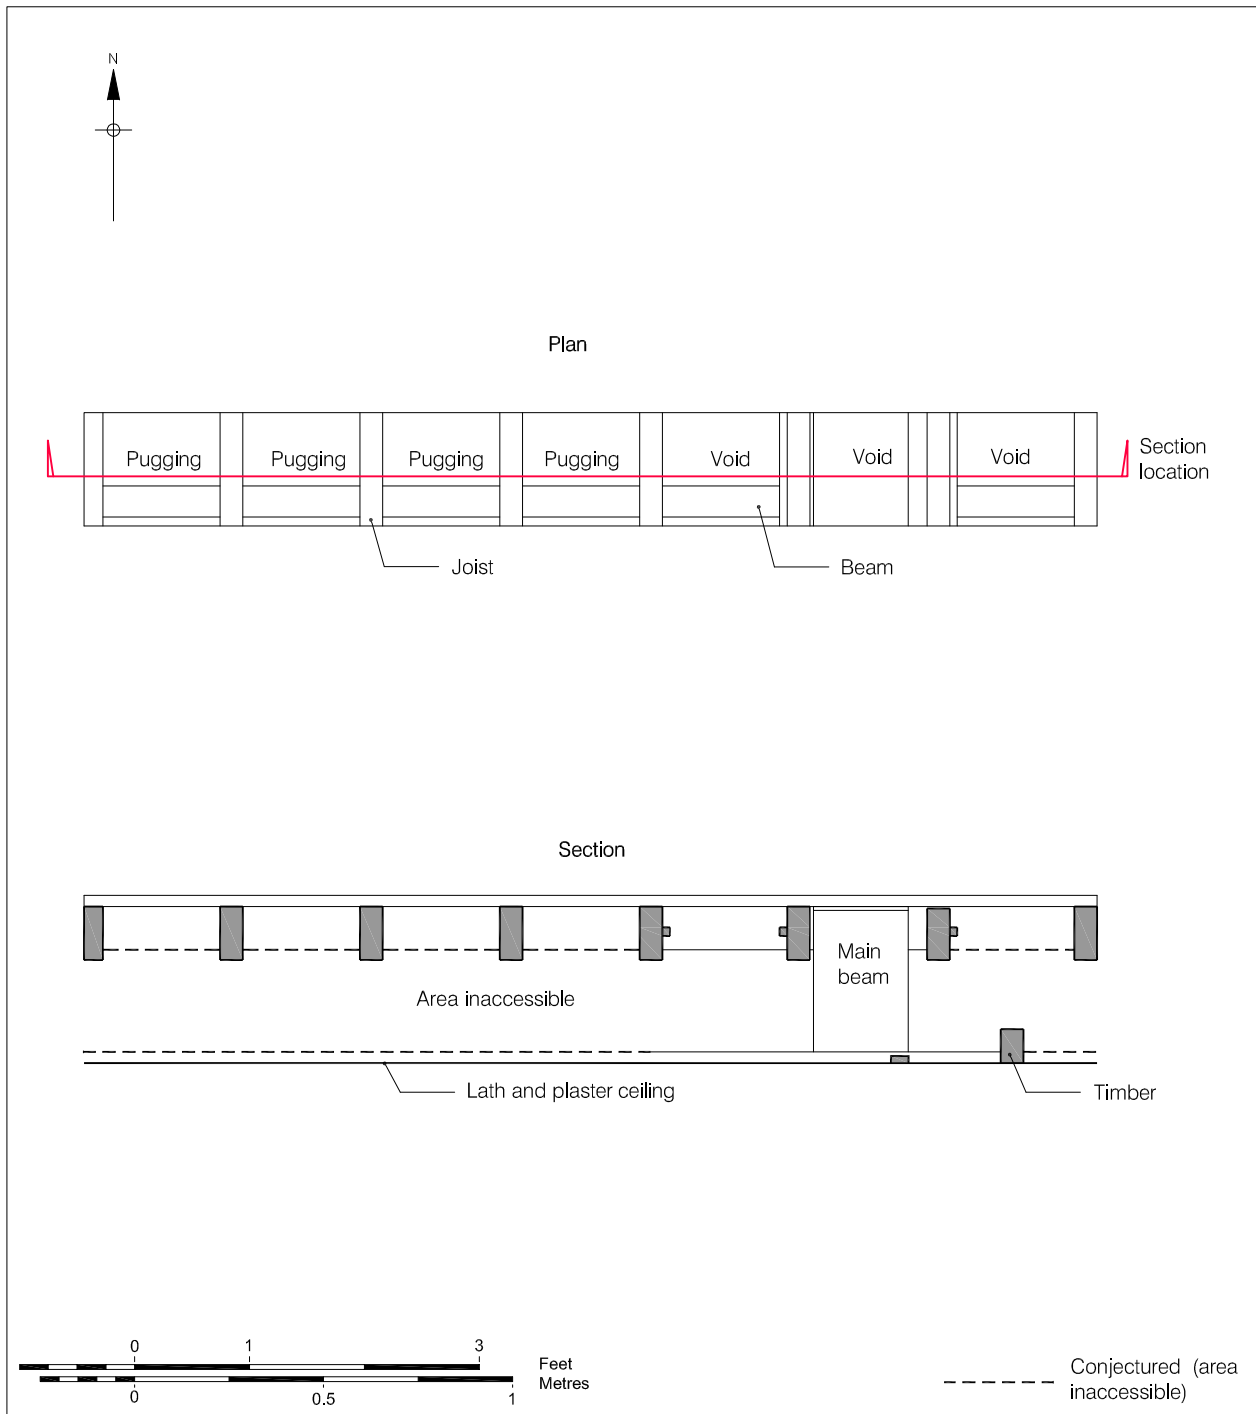 N
Plan
Pugging
Pugging
Pugging
Pugging
Void
Void
Void
Section
location
Joist
Beam
Section
Main
beam
Area inaccessible
Lath and plaster ceiling
Timber
0
1
3
Feet
Metres
0
0.5
1
Conjectured (area
inaccessible)